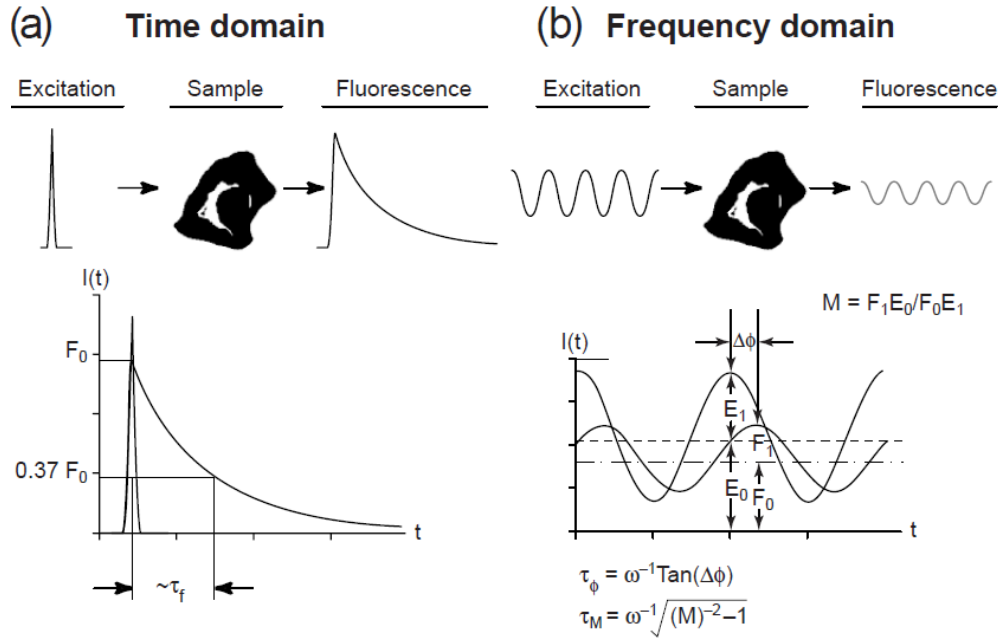 (a) Time domain
Excitation Sample Fluorescence
I(t)
F₀
0.37 F₀
t
~τf
(b) Frequency domain
Excitation Sample Fluorescence
M = F₁E₀/F₀E₁
I(t)
Δϕ
E₁
F₁
E₀ F₀
t
τϕ = ω⁻¹Tan(Δϕ)
τM = ω⁻¹√(M)⁻²–1